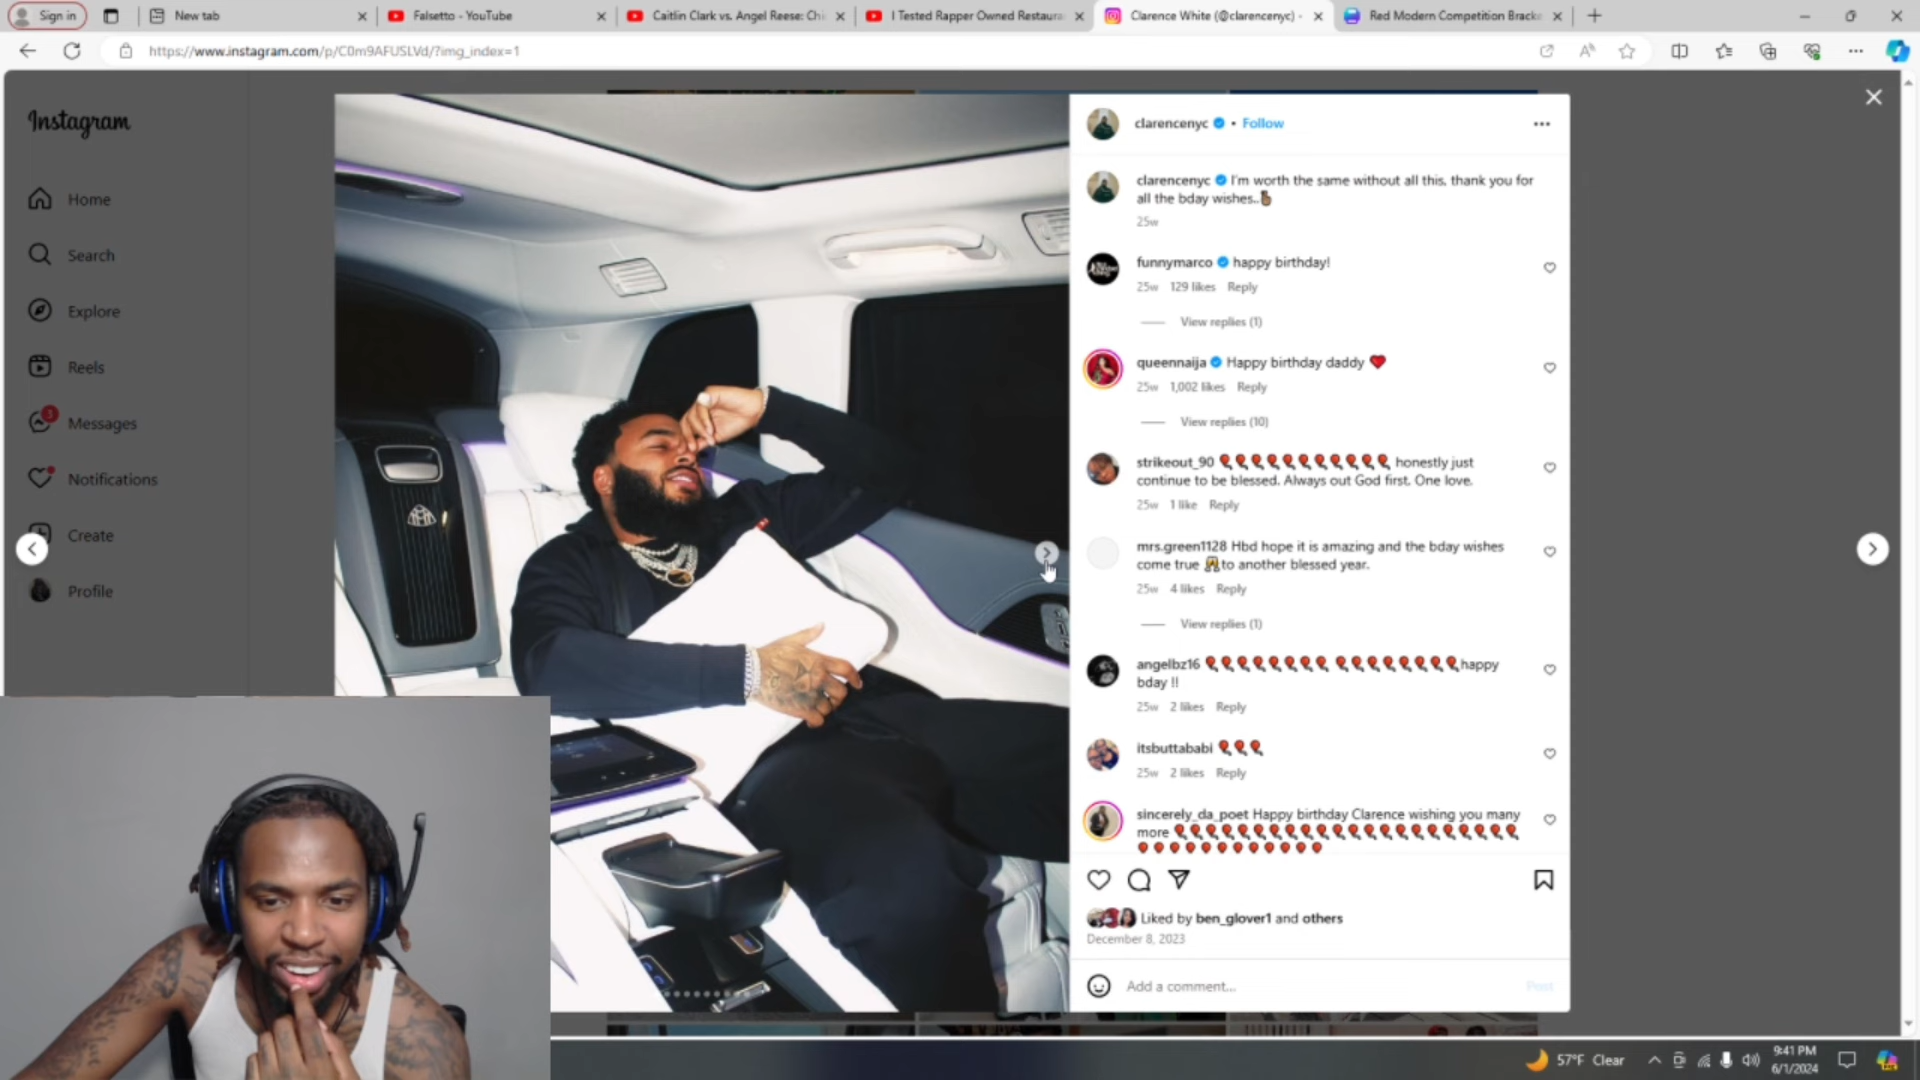 Sign in
New tab
Falsetto - YouTube
Caitlin Clark vs. Angel Reese: Chi
I Tested Rapper Owned Restaura
Clarence White (@clarencenyc) -
Red Modern Competition Bracke
https://www.instagram.com/p/C0m9AFUSLVd/?img_index=1
Instagram
Home
Search
Explore
Reels
3
Messages
Notifications
Create
Profile
clarencenyc • Follow
clarencenyc I'm worth the same without all this, thank you for
all the bday wishes..
25w
funnymarco happy birthday!
25w 129 likes Reply
View replies (1)
queennaija Happy birthday daddy
25w 1,002 likes Reply
View replies (10)
strikeout_90 honestly just
continue to be blessed. Always out God first. One love.
25w 1 like Reply
mrs.green1128 Hbd hope it is amazing and the bday wishes
come true to another blessed year.
25w 4 likes Reply
View replies (1)
angelbz16 happy
bday !!
25w 2 likes Reply
itsbuttababi
25w 2 likes Reply
sincerely_da_poet Happy birthday Clarence wishing you many
more
Liked by ben_glover1 and others
December 8, 2023
Add a comment...
Post
57°F Clear
9:41 PM
6/1/2024